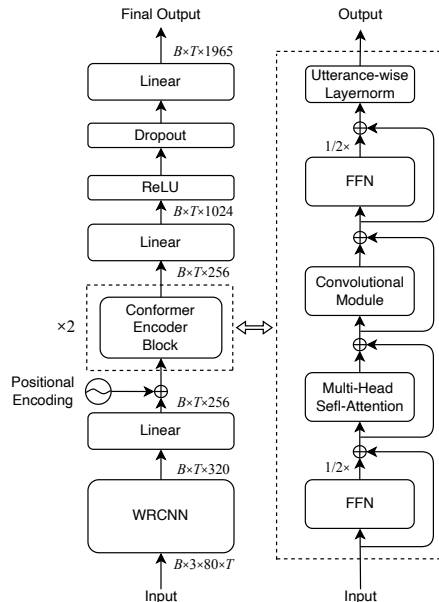 Final Output
B×T×1965
Linear
Dropout
ReLU
B×T×1024
Linear
B×T×256
×2
Conformer
Encoder
Block
Positional
Encoding
B×T×256
Linear
B×T×320
WRCNN
B×3×80×T
Input
Output
Utterance-wise
Layernorm
1/2×
FFN
Convolutional
Module
Multi-Head
Sefl-Attention
1/2×
FFN
Input